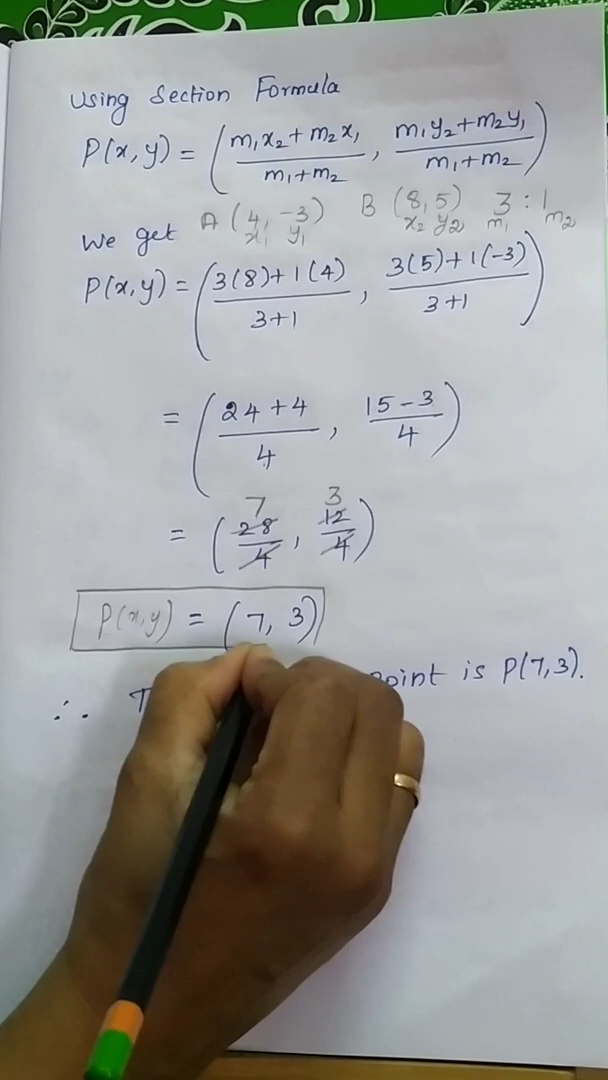 Using Section Formula
P(x,y) = (m₁x₂+m₂x₁/m₁+m₂, m₁y₂+m₂y₁/m₁+m₂)
We get A(4,-3) B(8,5) 3:1
x₁ y₁ x₂ y₂ m₁ m₂
P(x,y) = (3(8)+1(4)/3+1, 3(5)+1(-3)/3+1)
= (24+4/4, 15-3/4)
7 3
= (28/4, 12/4)
P(x,y) = (7,3)
∴ point is P(7,3).